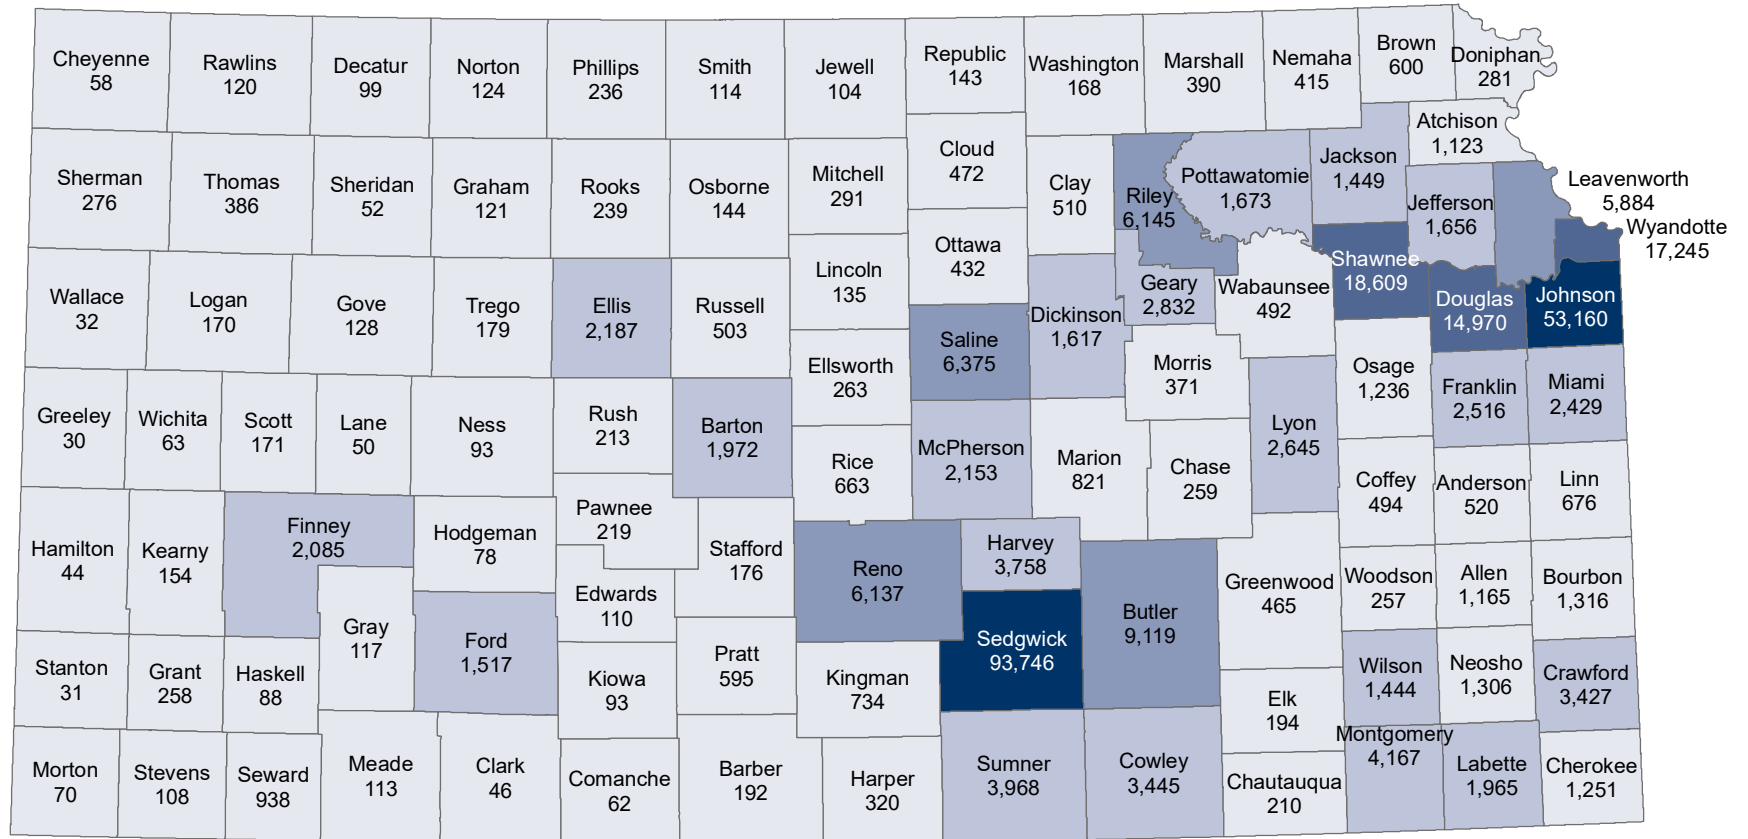 Cheyenne
58
Rawlins
120
Decatur
99
Norton
124
Phillips
236
Smith
114
Jewell
104
Republic
143
Washington
168
Marshall
390
Nemaha
415
Brown
600
Doniphan
281
Atchison
1,123
Sherman
276
Thomas
386
Sheridan
52
Graham
121
Rooks
239
Osborne
144
Mitchell
291
Cloud
472
Clay
510
Riley
6,145
Pottawatomie
1,673
Jackson
1,449
Jefferson
1,656
Leavenworth
5,884
Wyandotte
17,245
Wallace
32
Logan
170
Gove
128
Trego
179
Ellis
2,187
Russell
503
Lincoln
135
Ottawa
432
Saline
6,375
Dickinson
1,617
Geary
2,832
Wabaunsee
492
Shawnee
18,609
Douglas
14,970
Johnson
53,160
Greeley
30
Wichita
63
Scott
171
Lane
50
Ness
93
Rush
213
Barton
1,972
Ellsworth
263
Rice
663
McPherson
2,153
Marion
821
Morris
371
Chase
259
Lyon
2,645
Osage
1,236
Franklin
2,516
Miami
2,429
Coffey
494
Anderson
520
Linn
676
Hamilton
44
Kearny
154
Finney
2,085
Hodgeman
78
Pawnee
219
Stafford
176
Edwards
110
Reno
6,137
Harvey
3,758
Sedgwick
93,746
Butler
9,119
Greenwood
465
Woodson
257
Allen
1,165
Bourbon
1,316
Stanton
31
Grant
258
Haskell
88
Gray
117
Ford
1,517
Kiowa
93
Pratt
595
Kingman
734
Elk
194
Wilson
1,444
Neosho
1,306
Crawford
3,427
Morton
70
Stevens
108
Seward
938
Meade
113
Clark
46
Comanche
62
Barber
192
Harper
320
Sumner
3,968
Cowley
3,445
Chautauqua
210
Montgomery
4,167
Labette
1,965
Cherokee
1,251